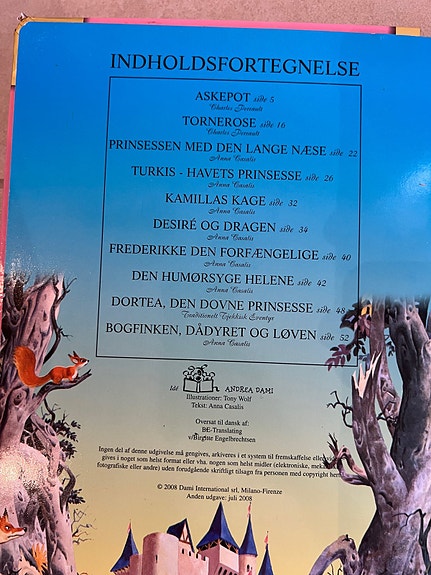 INDHOLDSFORTEGNELSE
ASKEPOT side 5
Charles Perrault
TORNEROSE side 16
Charles Perrault
PRINSESSEN MED DEN LANGE NÆSE side 22
Anna Casalis
TURKIS - HAVETS PRINSESSE side 26
Anna Casalis
KAMILLAS KAGE side 32
Anna Casalis
DESIRÉ OG DRAGEN side 34
Anna Casalis
FREDERIKKE DEN FORFÆNGELIGE side 40
Anna Casalis
DEN HUMØRSYGE HELENE side 42
Anna Casalis
DORTEA, DEN DOVNE PRINSESSE side 48
Traditionelt Tjekkisk Eventyr
BOGFINKEN, DÅDYRET OG LØVEN side 52
Anna Casalis
Idé ANDREA DAMI
Illustrationer: Tony Wolf
Tekst: Anna Casalis
Oversat til dansk af:
BE-Translating
v/Birgitte Engelbrechtsen
Ingen del af denne udgivelse må gengives, arkiveres i et system til fremskaffelse eller
gives i noget som helst format eller vha. nogen som helst midler (elektroniske,
fotografiske eller andre) uden forudgående skriftligt tilsagn fra personen med copyright
© 2008 Dami International srl, Milano-Firenze
Anden udgave: juli 2008